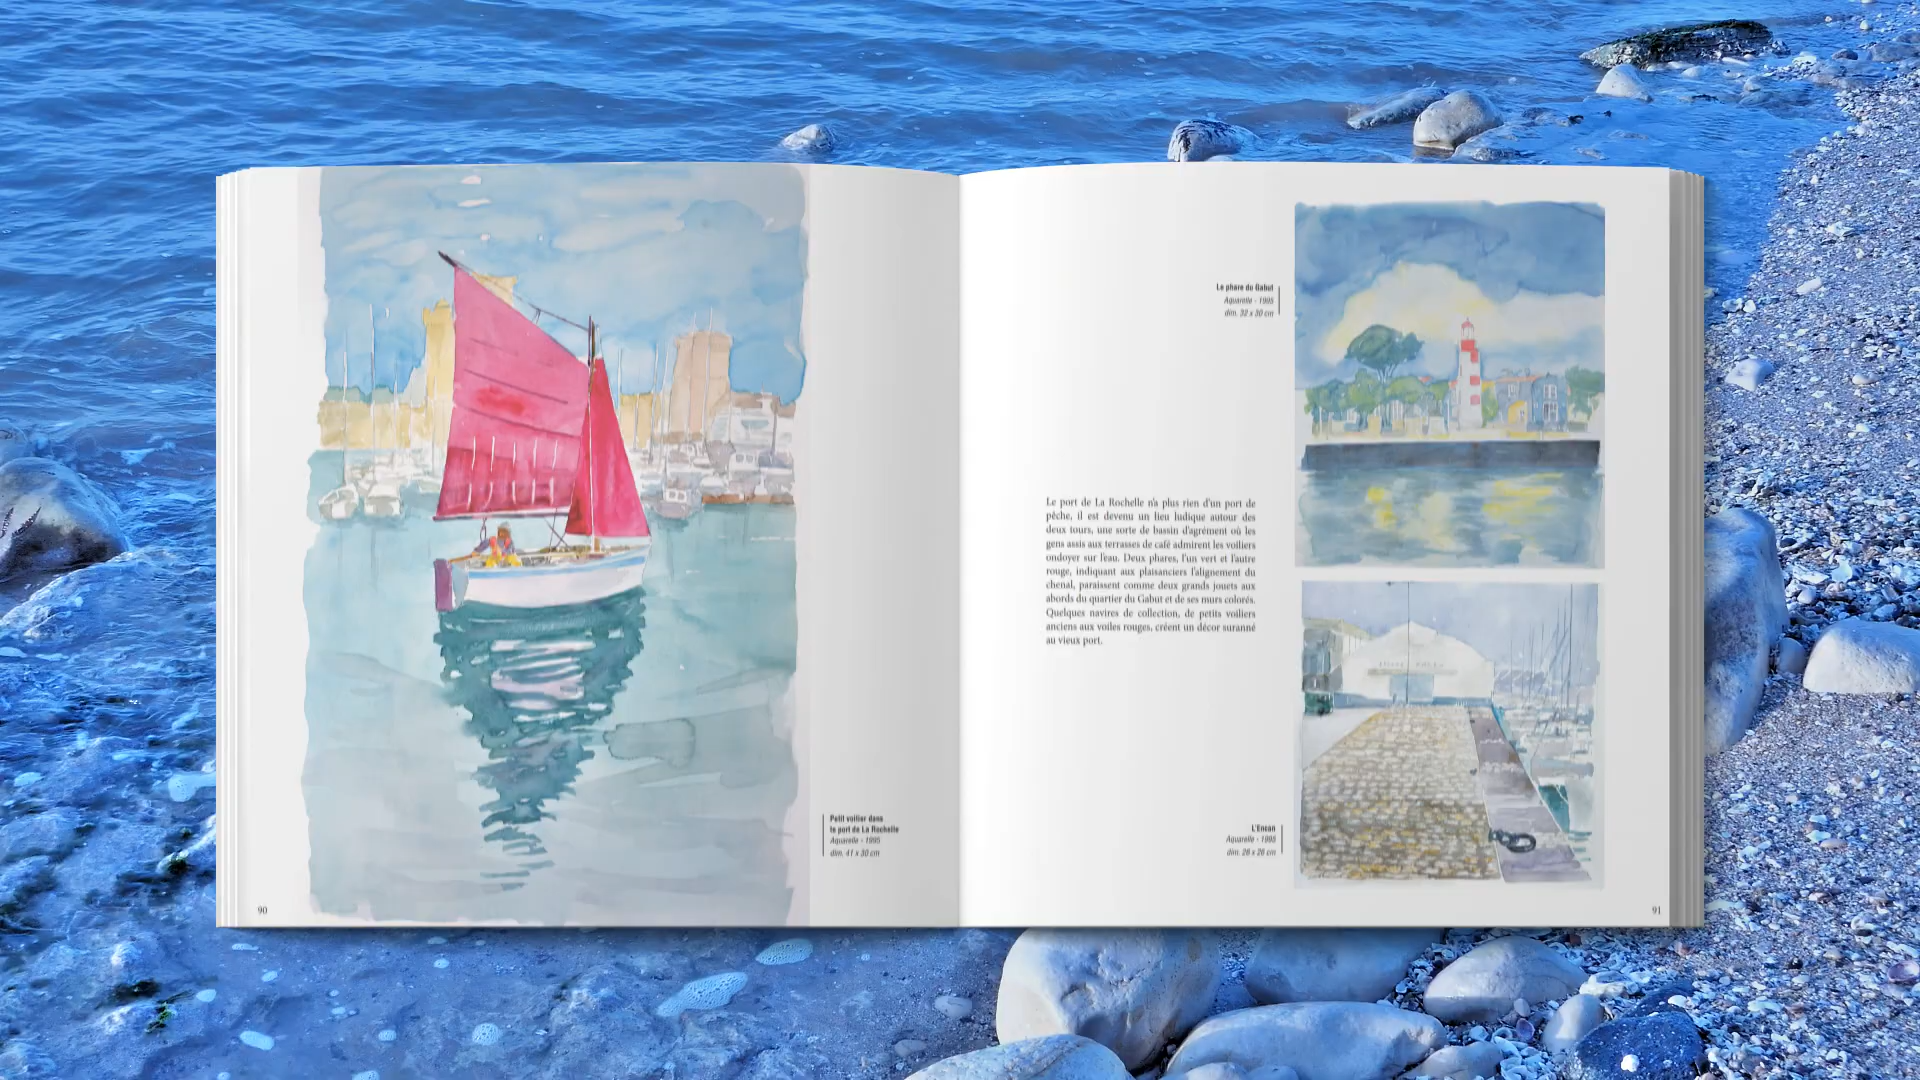 Petit voilier dans
le port de La Rochelle
Aquarelle - 1995
dim. 41 x 30 cm
90
Le phare du Gabut
Aquarelle - 1995
dim. 32 x 30 cm
Le port de La Rochelle n'a plus rien d'un port de
pêche, il est devenu un lieu ludique autour des
deux tours, une sorte de bassin d'agrément où les
gens assis aux terrasses de café admirent les voiliers
ondoyer sur l'eau. Deux phares, l'un vert et l'autre
rouge, indiquant aux plaisanciers l'alignement du
chenal, paraissent comme deux grands jouets aux
abords du quartier du Gabut et de ses murs colorés.
Quelques navires de collection, de petits voiliers
anciens aux voiles rouges, créent un décor suranné
au vieux port.
L'Encan
Aquarelle - 1995
dim. 26 x 26 cm
91